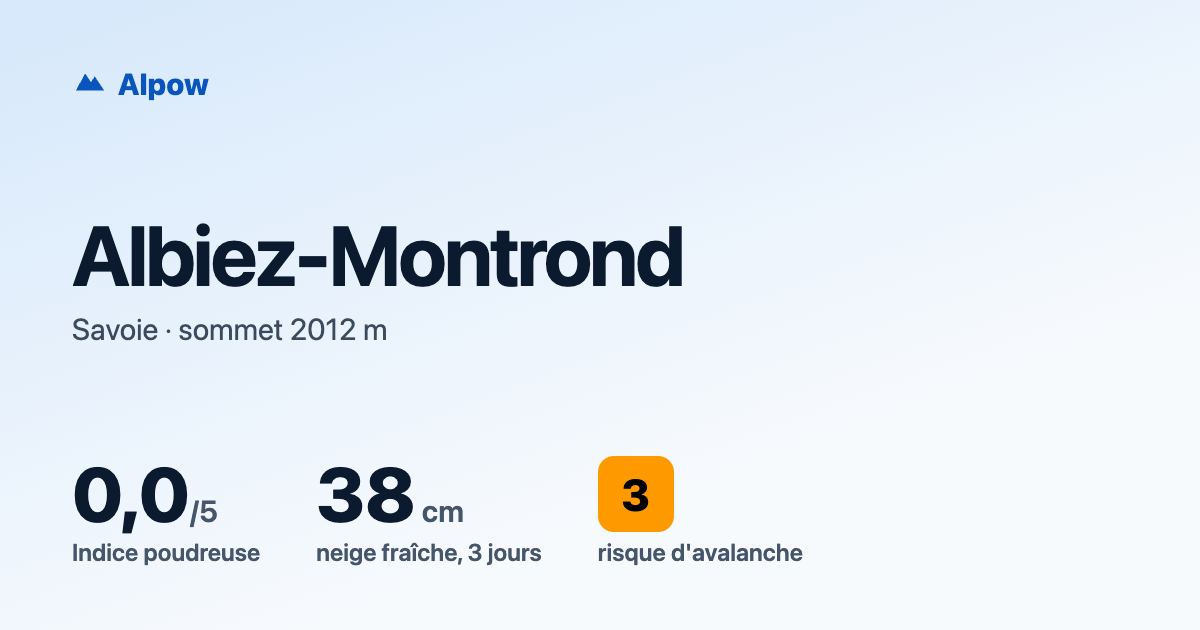 Alpow
Albiez-Montrond
Savoie · sommet 2012 m
0,0/5 38 cm 3
Indice poudreuse neige fraîche, 3 jours risque d'avalanche